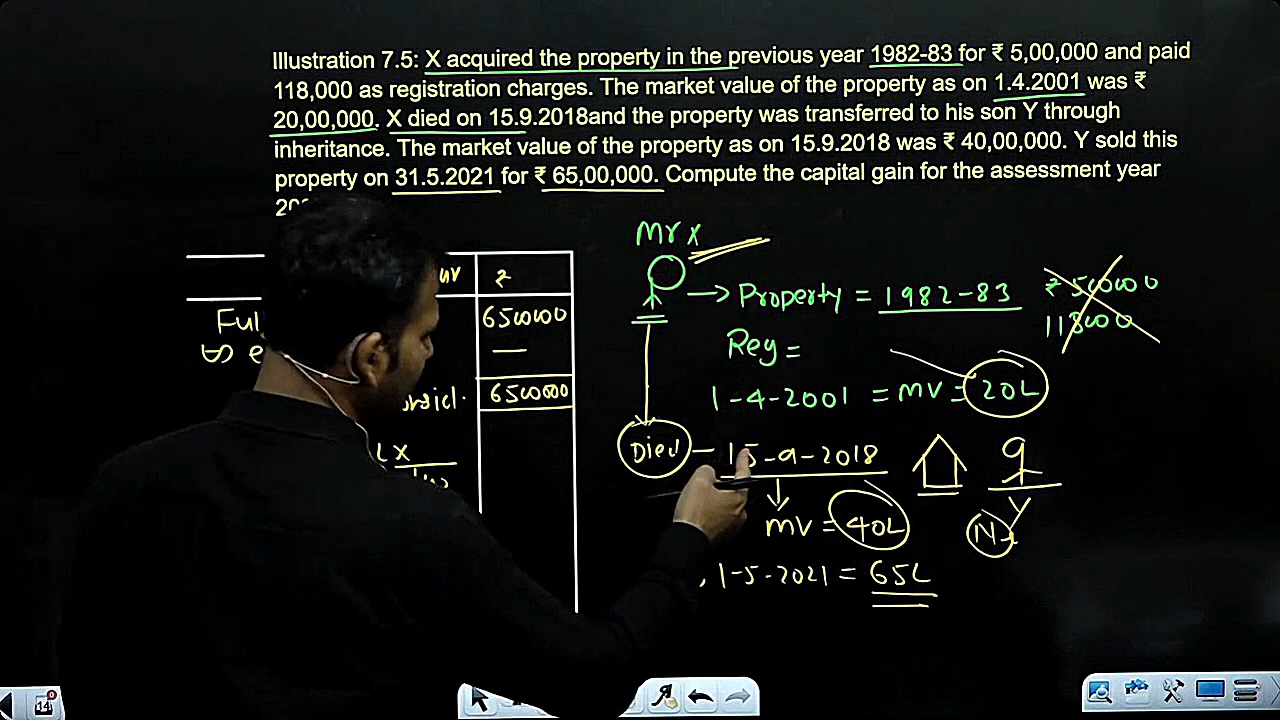 Illustration 7.5: X acquired the property in the previous year 1982-83 for ₹ 5,00,000 and paid
118,000 as registration charges. The market value of the property as on 1.4.2001 was ₹
20,00,000. X died on 15.9.2018and the property was transferred to his son Y through
inheritance. The market value of the property as on 15.9.2018 was ₹ 40,00,000. Y sold this
property on 31.5.2021 for ₹ 65,00,000. Compute the capital gain for the assessment year
Mr X
→ Property = 1982-83 ₹ 500000
118000
Rey =
1-4-2001 = MV = 20L
Died - 15-9-2018
Y
MV = 40L
1-5-2021 = 65L
₹
Ful
6500000
—
6500000
X
14